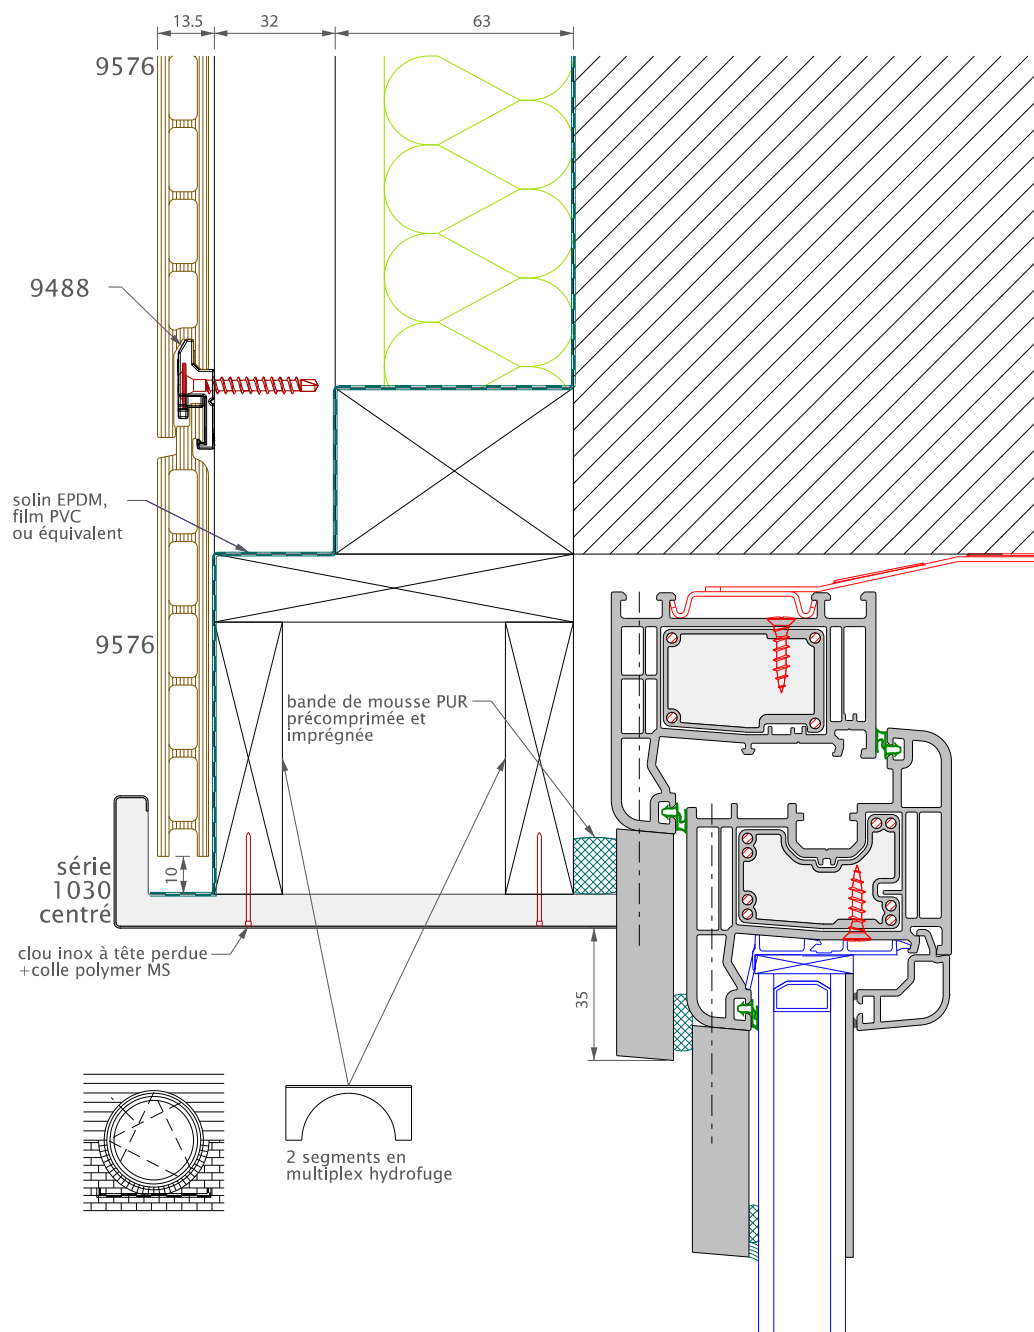 13.5
32
63
9576
9488
solin EPDM,
film PVC
ou équivalent
9576
bande de mousse PUR
précomprimée et
imprégnée
10
série
1030
centré
clou inox à tête perdue
+colle polymer MS
35
2 segments en
multiplex hydrofuge